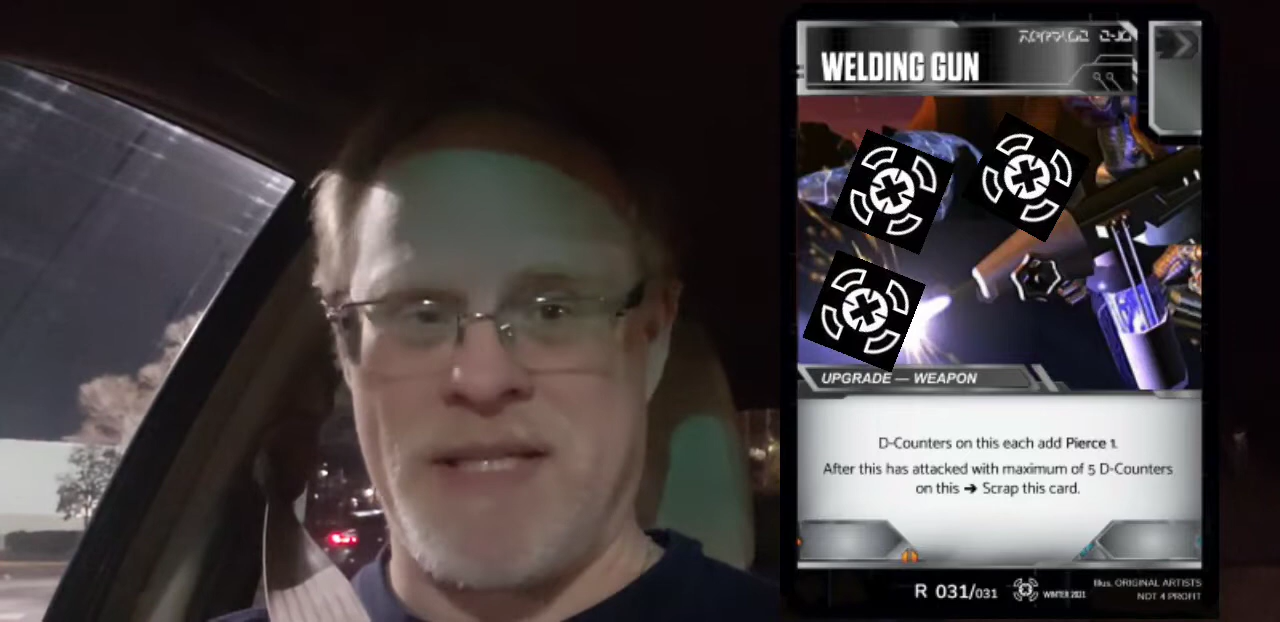 WELDING GUN
UPGRADE — WEAPON
D-Counters on this each add Pierce 1.
After this has attacked with maximum of 5 D-Counters
on this ➔ Scrap this card.
R 031/031
WINTER 2021
Illus. ORIGINAL ARTISTS
NOT 4 PROFIT